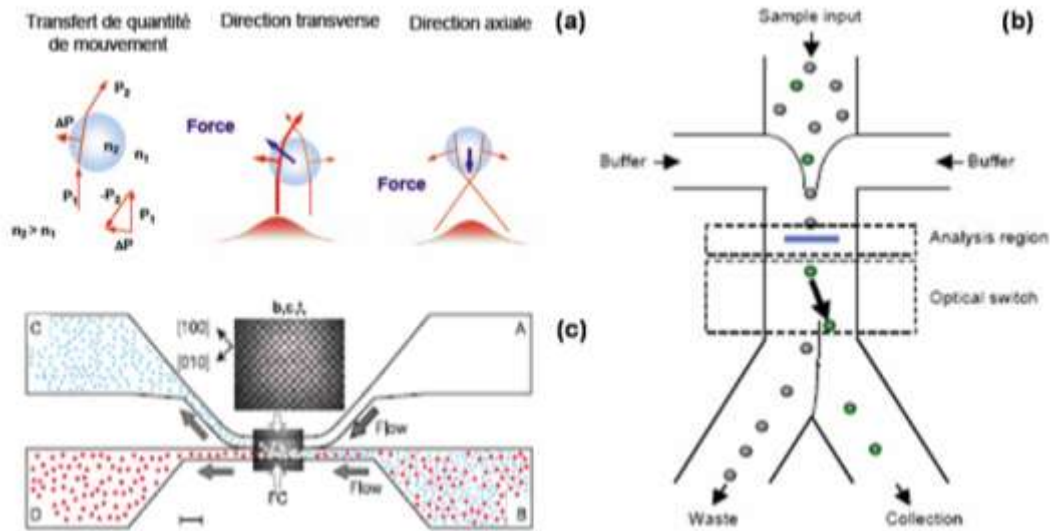 Transfert de quantité
de mouvement
Direction transverse
Direction axiale
(a)
P₂
ΔP
n₂
n₁
P₁
-P₂
P₁
n₂ > n₁
ΔP
Force
Force
Sample input
(b)
Buffer
Buffer
Analysis region
Optical switch
Waste
Collection
(c)
C
[100]
[010]
A
Flow
Flow
D
B